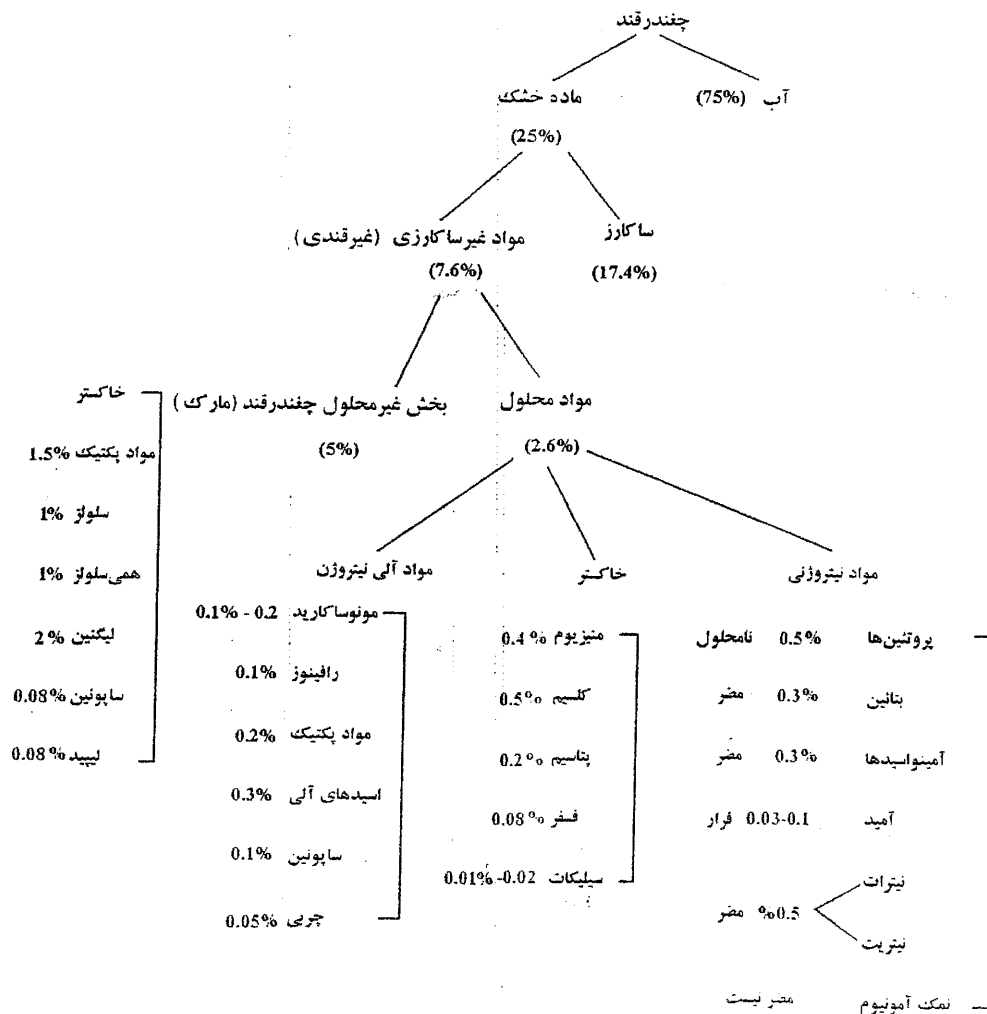 چغندرقند
آب (75%)
ماده خشک
(25%)
ساکارز
(17.4%)
مواد غیرساکارزی (غیرقندی)
(7.6%)
مواد محلول
(2.6%)
بخش غیرمحلول چغندرقند (مارک)
(5%)
خاکستر
مواد پکتیک 1.5%
سلولز 1%
همی‌سلولز 1%
لیگنین 2%
ساپونین 0.08%
لیپید 0.08%
مواد نیتروژنی
پروتئین‌ها 0.5% نامحلول
بتائین 0.3% مضر
آمینواسیدها 0.3% مضر
آمید 0.03-0.1 فرار
نیترات
%0.5 مضر
نیتریت
نمک آمونیوم مضر نیست
خاکستر
منیزیوم 0.4%
کلسیم 0.5%
پتاسیم 0.2%
فسفر 0.08%
سیلیکات 0.01% -0.02
مواد آلی نیتروژن
مونوساکارید 0.1% - 0.2
رافینوز 0.1%
مواد پکتیک 0.2%
اسیدهای آلی 0.3%
ساپونین 0.1%
چربی 0.05%